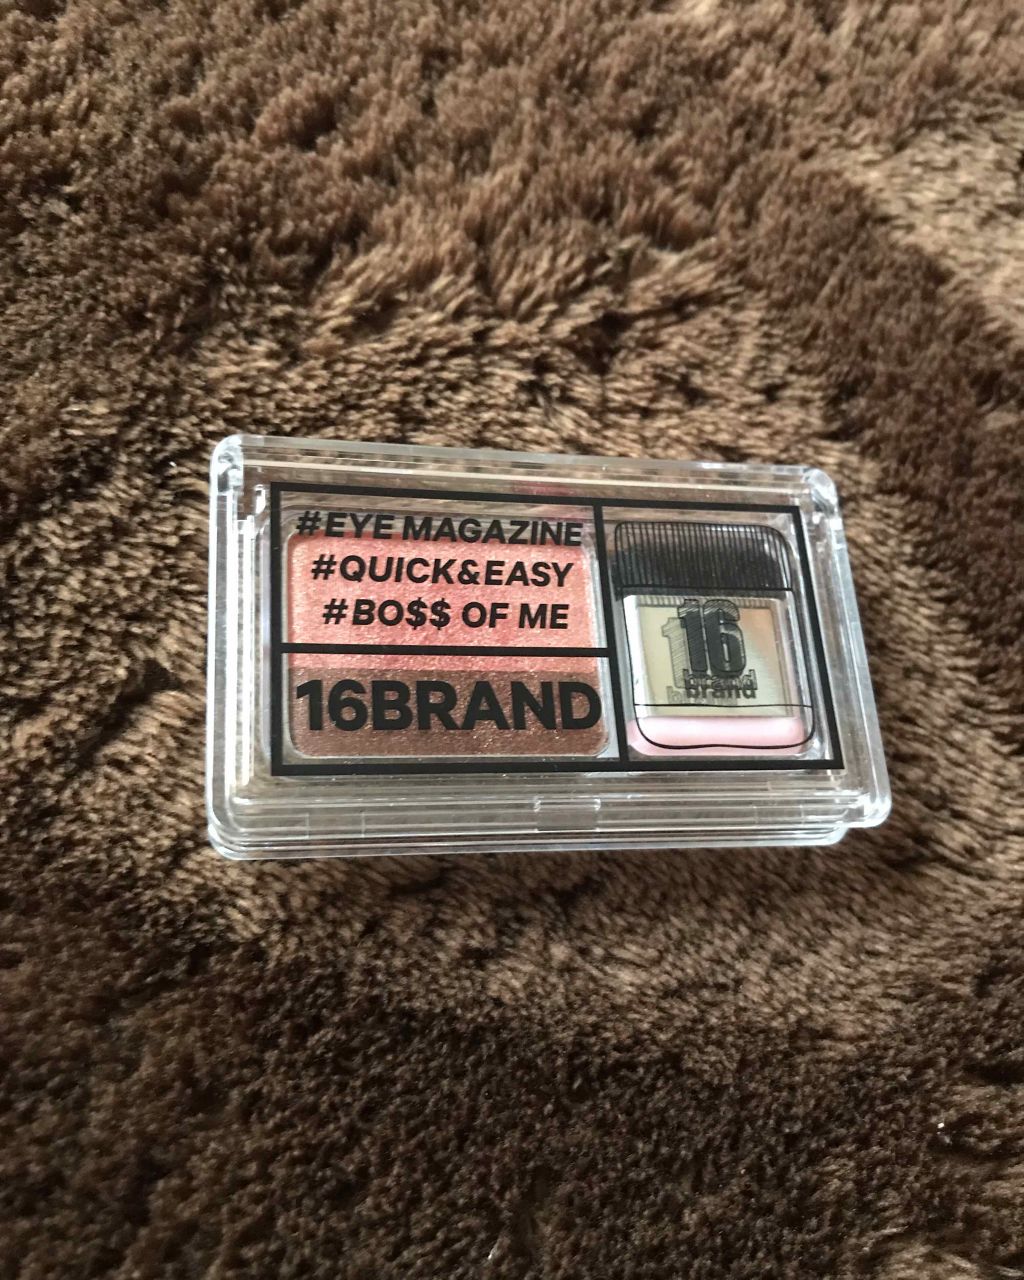 #EYE MAGAZINE
#QUICK&EASY
#BO$$ OF ME
16BRAND
16
brand